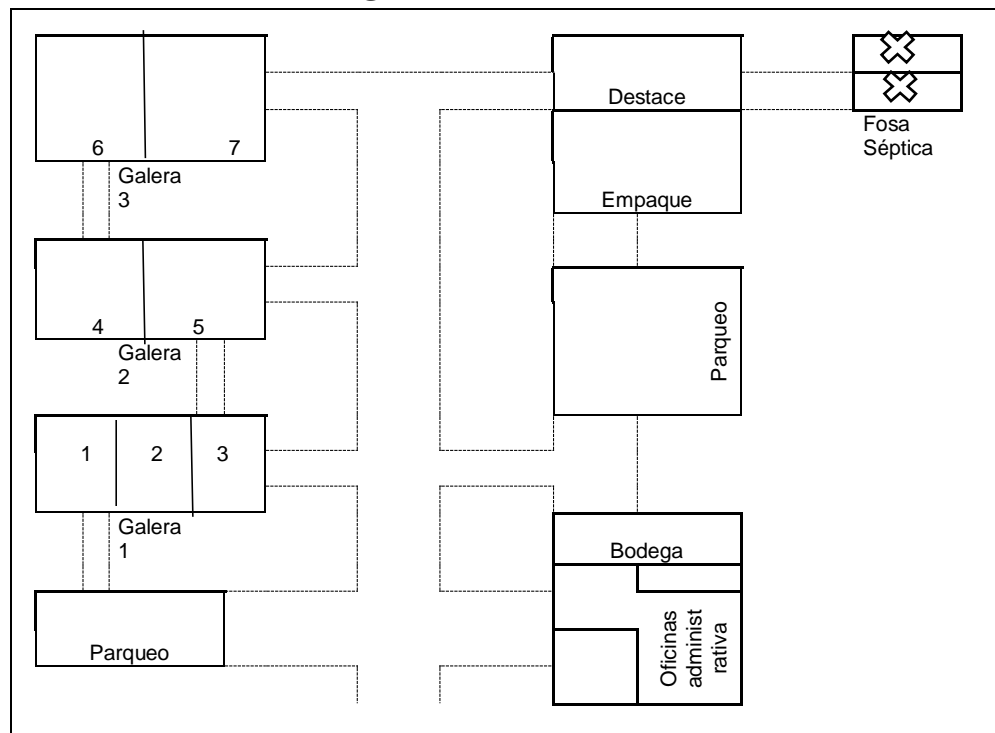 Destace
Fosa
Séptica
6 7
Galera
3
Empaque
4 5
Galera
2
Parqueo
1 2 3
Galera
1
Bodega
Parqueo
Oficinas
administ
rativa